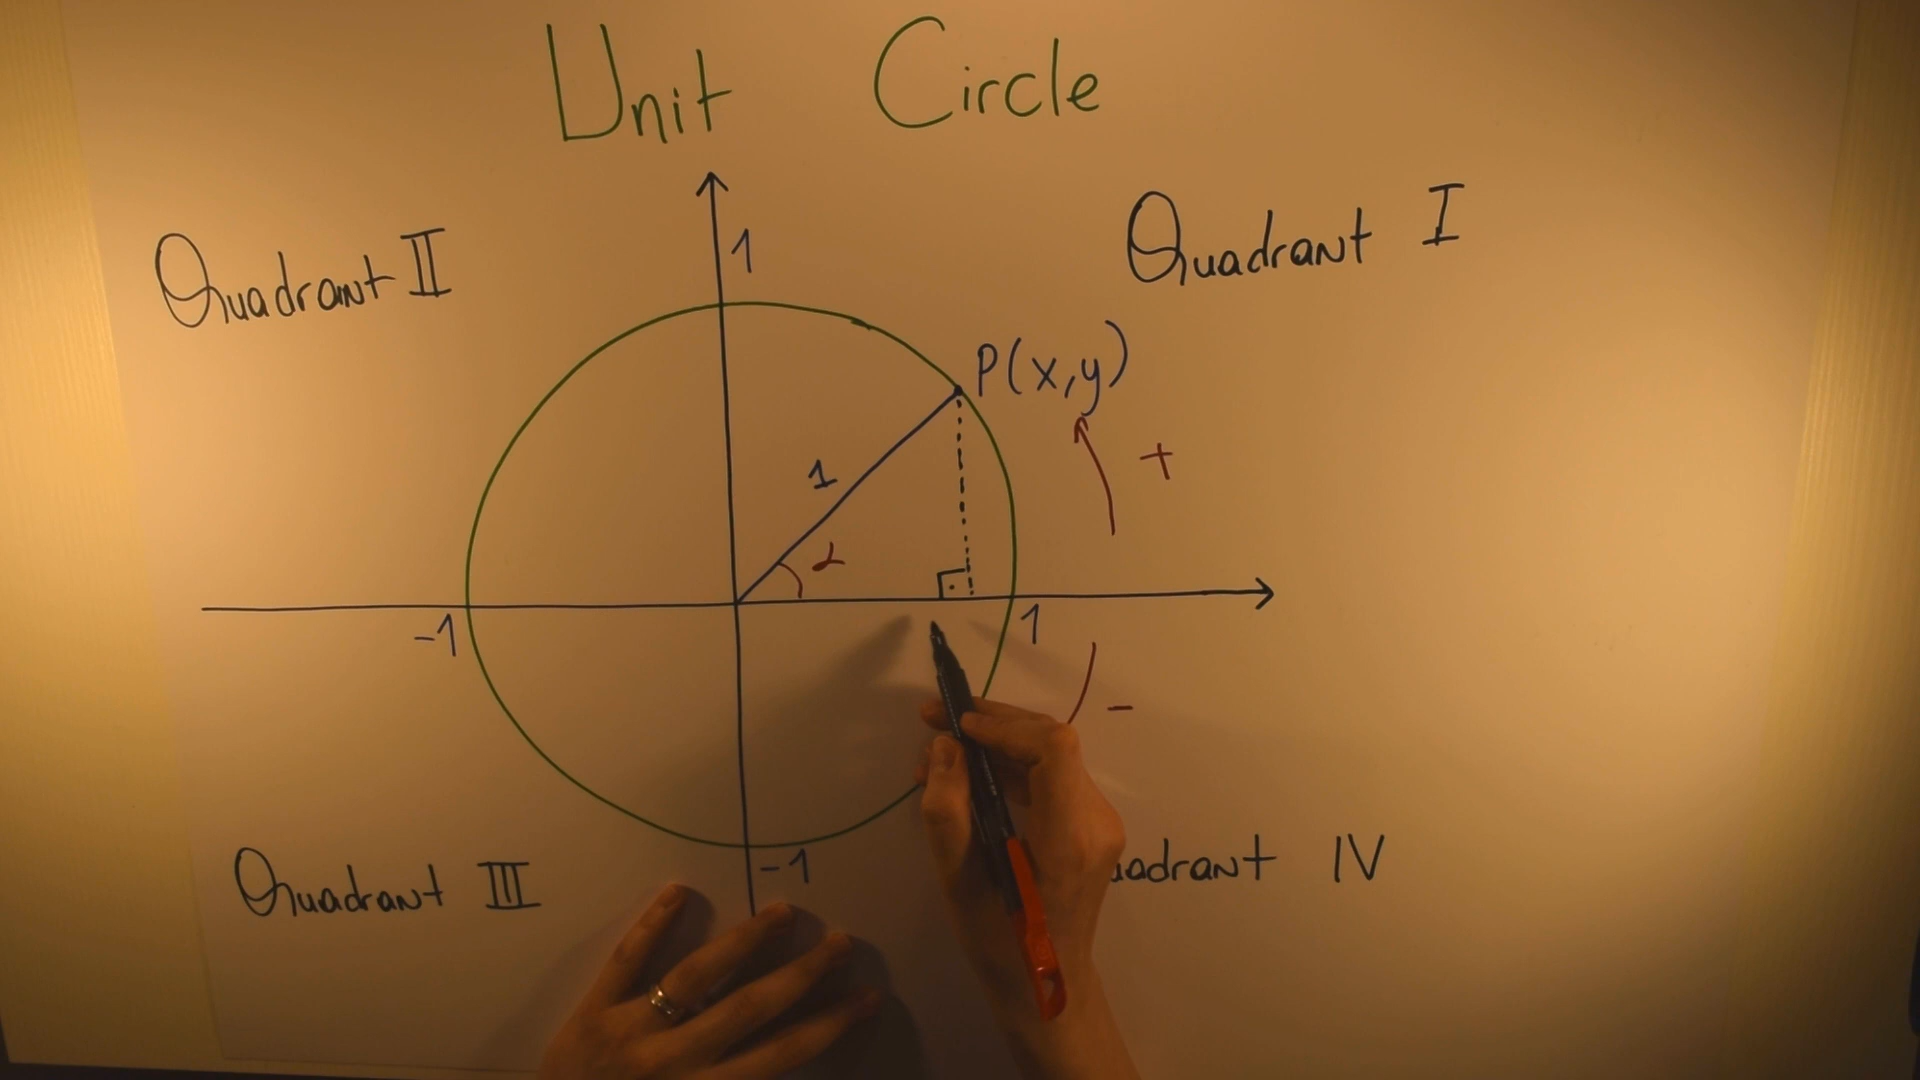 Unit Circle
Quadrant II
1
Quadrant I
P(x,y)
1
+
α
-1
1
-
Quadrant III
-1
uadrant IV